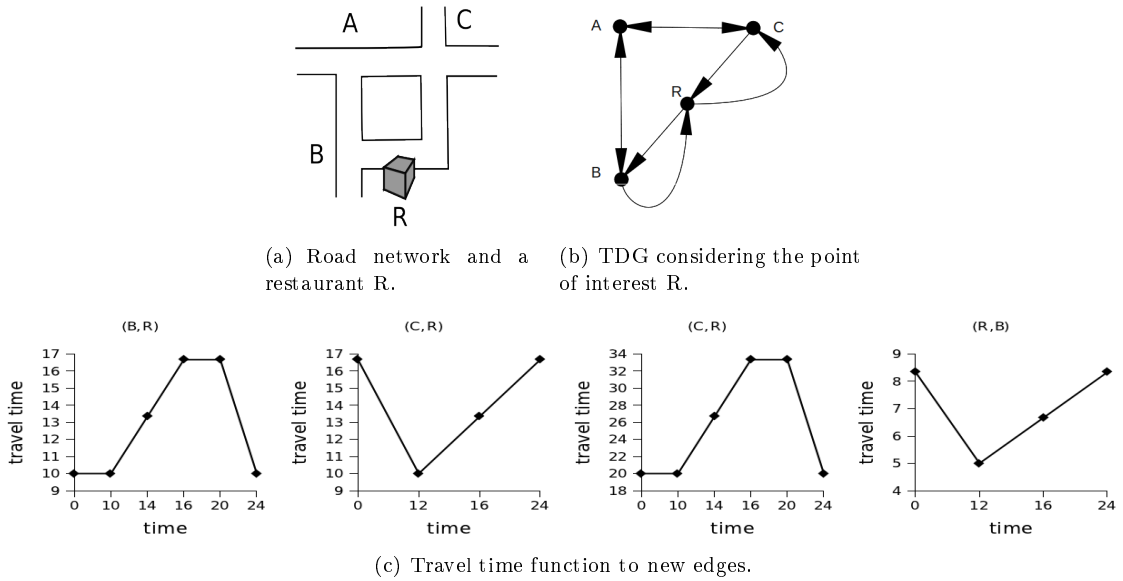 A
C
B
R
A
C
R
B
(a) Road network and a
restaurant R.
(b) TDG considering the point
of interest R.
(B,R)
travel time
17
16
15
14
13
12
11
10
9
0 10 14 16 20 24
time
(C,R)
travel time
17
16
15
14
13
12
11
10
9
0 12 16 24
time
(C,R)
travel time
34
32
30
28
26
24
22
20
18
0 10 14 16 20 24
time
(R,B)
travel time
9
8
7
6
5
4
0 12 16 24
time
(c) Travel time function to new edges.